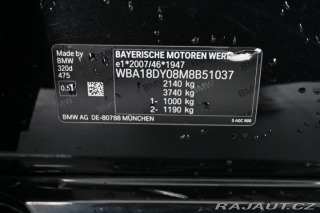 Made by
BMW
320d
475
0.51
BAYERISCHE MOTOREN WERKE
e1*2007/46*1947
WBA18DY08M8B51037
2140 kg
3740 kg
1- 1000 kg
2- 1190 kg
BMW AG DE-80788 MÜNCHEN
RAJAUT.CZ